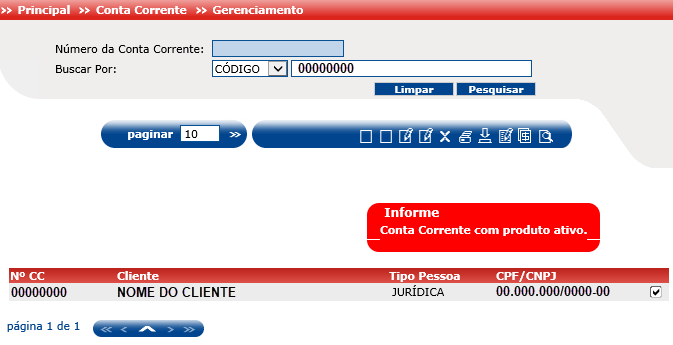 >> Principal >> Conta Corrente >> Gerenciamento
Número da Conta Corrente:
Buscar Por: CÓDIGO 00000000
Limpar Pesquisar
paginar 10 >>
Informe
Conta Corrente com produto ativo.
Nº CC Cliente Tipo Pessoa CPF/CNPJ
00000000 NOME DO CLIENTE JURÍDICA 00.000.000/0000-00
página 1 de 1 << < > >>